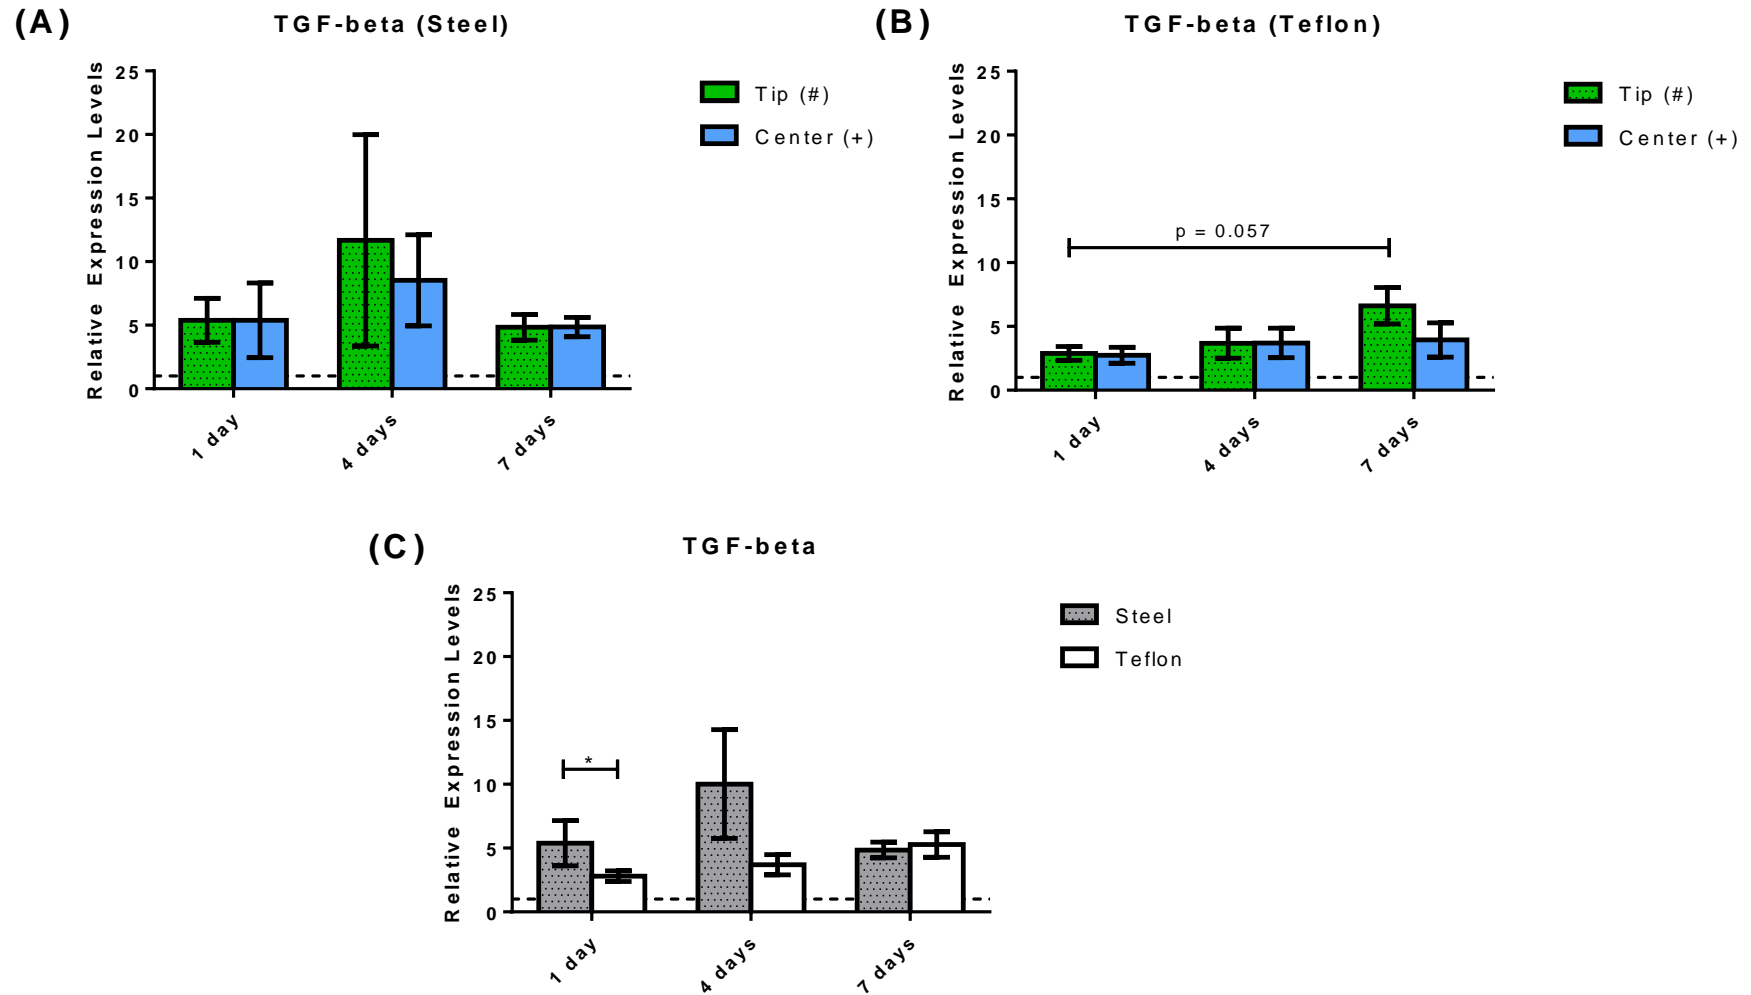 (A)
TGF-beta (Steel)
Relative Expression Levels
25
20
15
10
5
0
1 day
4 days
7 days
Tip (#)
Center (+)
(B)
TGF-beta (Teflon)
Relative Expression Levels
25
20
15
10
5
0
p = 0.057
1 day
4 days
7 days
Tip (#)
Center (+)
(C)
TGF-beta
Relative Expression Levels
25
20
15
10
5
0
*
1 day
4 days
7 days
Steel
Teflon